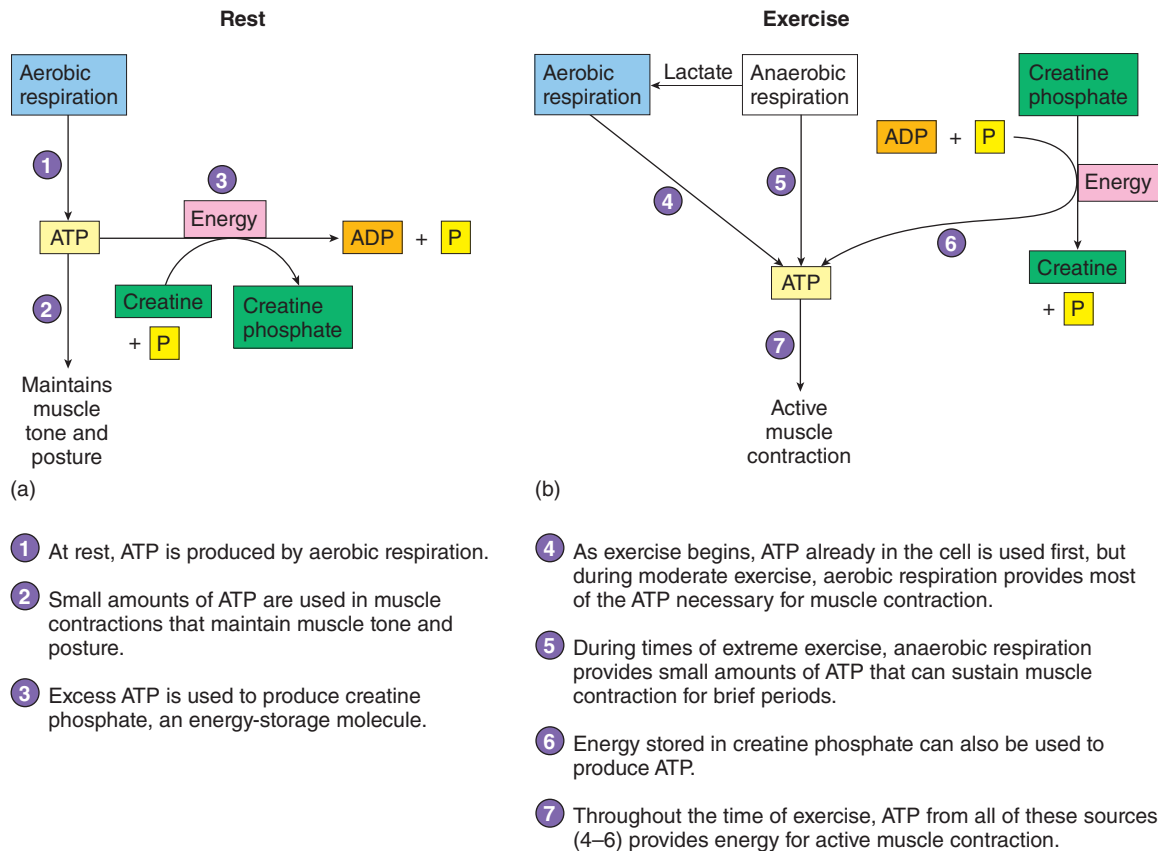 Rest
Aerobic
respiration
1
3
Energy
ATP
ADP + P
2
Creatine
+ P
Creatine
phosphate
Maintains
muscle
tone and
posture
(a)
1 At rest, ATP is produced by aerobic respiration.
2 Small amounts of ATP are used in muscle
contractions that maintain muscle tone and
posture.
3 Excess ATP is used to produce creatine
phosphate, an energy-storage molecule.
Exercise
Aerobic
respiration
Lactate
Anaerobic
respiration
Creatine
phosphate
ADP + P
Energy
4
5
6
ATP
Creatine
+ P
7
Active
muscle
contraction
(b)
4 As exercise begins, ATP already in the cell is used first, but
during moderate exercise, aerobic respiration provides most
of the ATP necessary for muscle contraction.
5 During times of extreme exercise, anaerobic respiration
provides small amounts of ATP that can sustain muscle
contraction for brief periods.
6 Energy stored in creatine phosphate can also be used to
produce ATP.
7 Throughout the time of exercise, ATP from all of these sources
(4–6) provides energy for active muscle contraction.